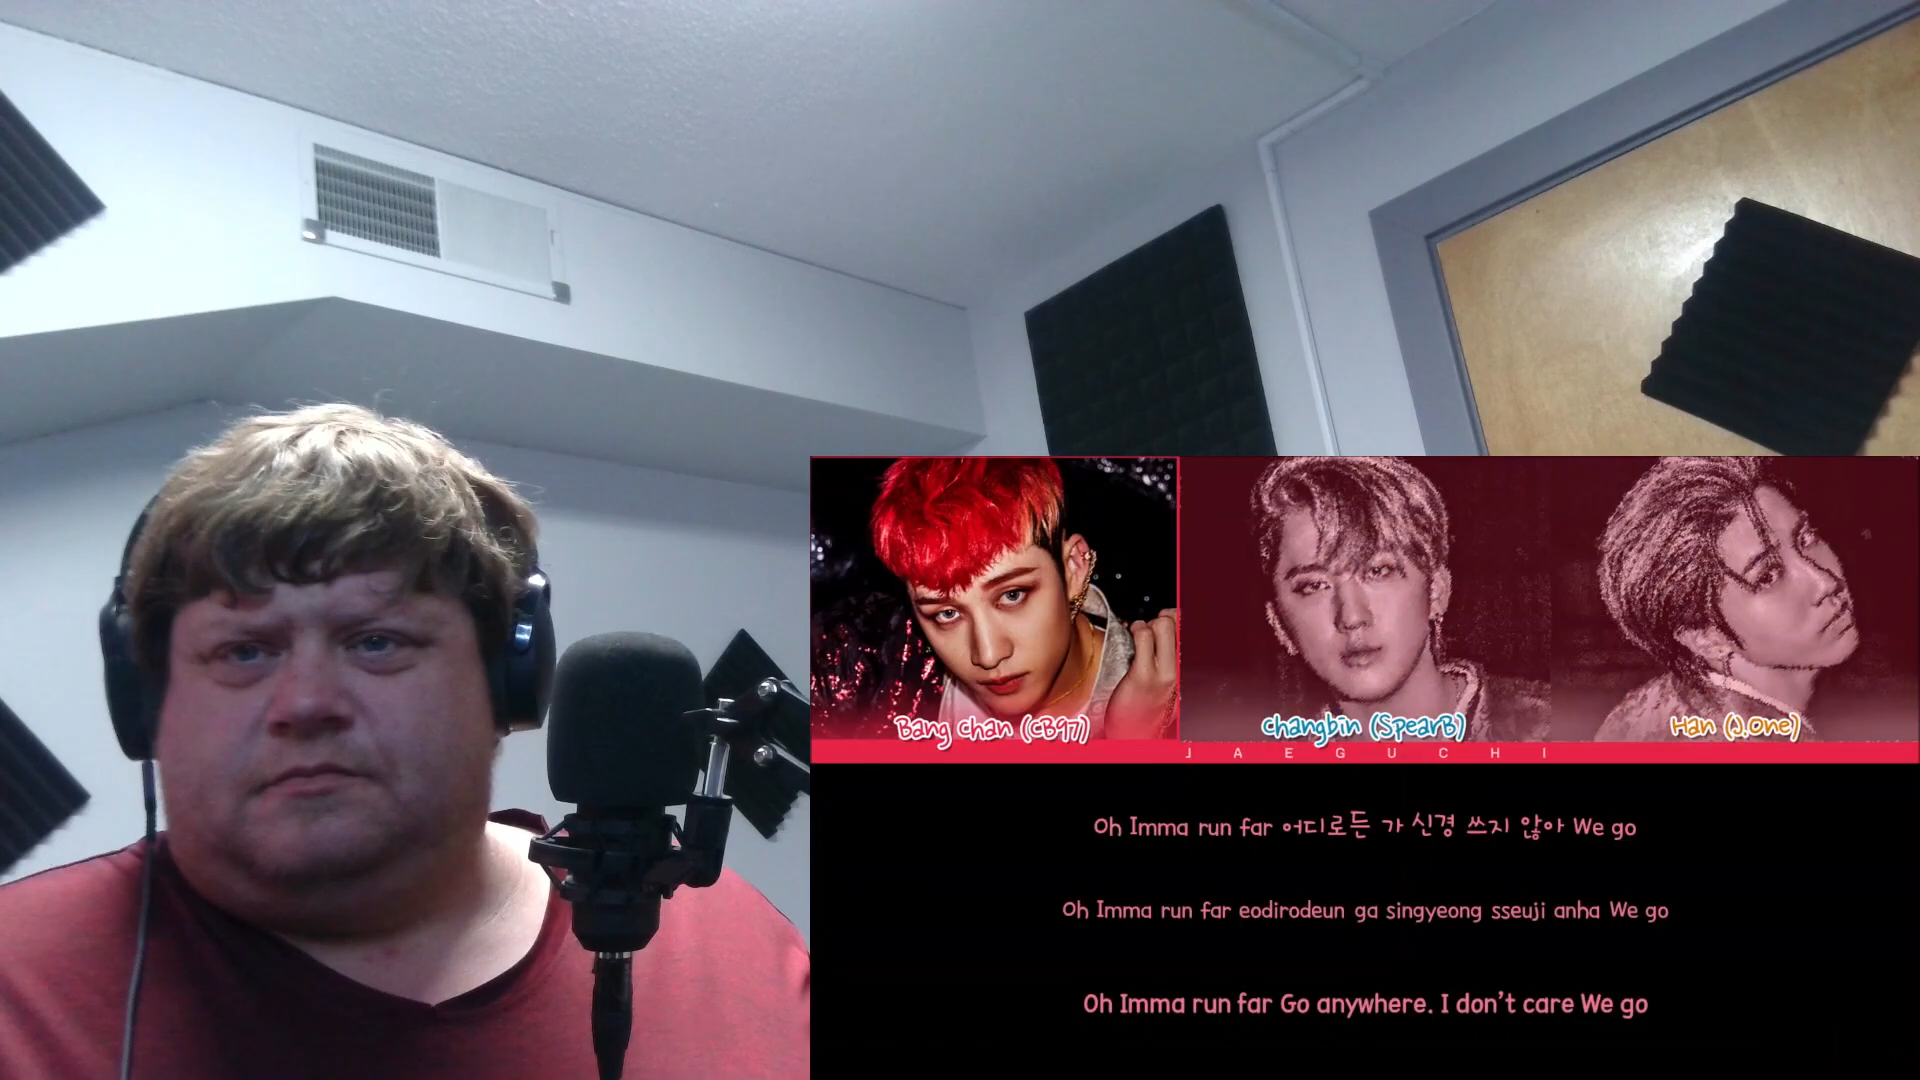 Bang Chan (CB97)
Changbin (SpearB)
Han (J.One)
JAEGUCHI
Oh Imma run far 어디로든 가 신경 쓰지 않아 We go
Oh Imma run far eodirodeun ga singyeong sseuji anha We go
Oh Imma run far Go anywhere. I don't care We go